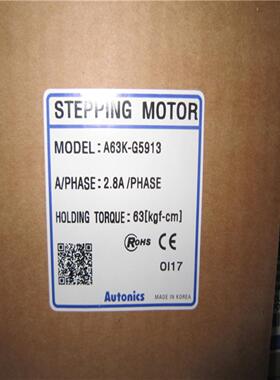 STEPPING MOTOR
MODEL: A63K-G5913
A/PHASE: 2.8A /PHASE
HOLDING TORQUE: 63[kgf-cm]
RoHS CE
OI17
Autonics
MADE IN KOREA